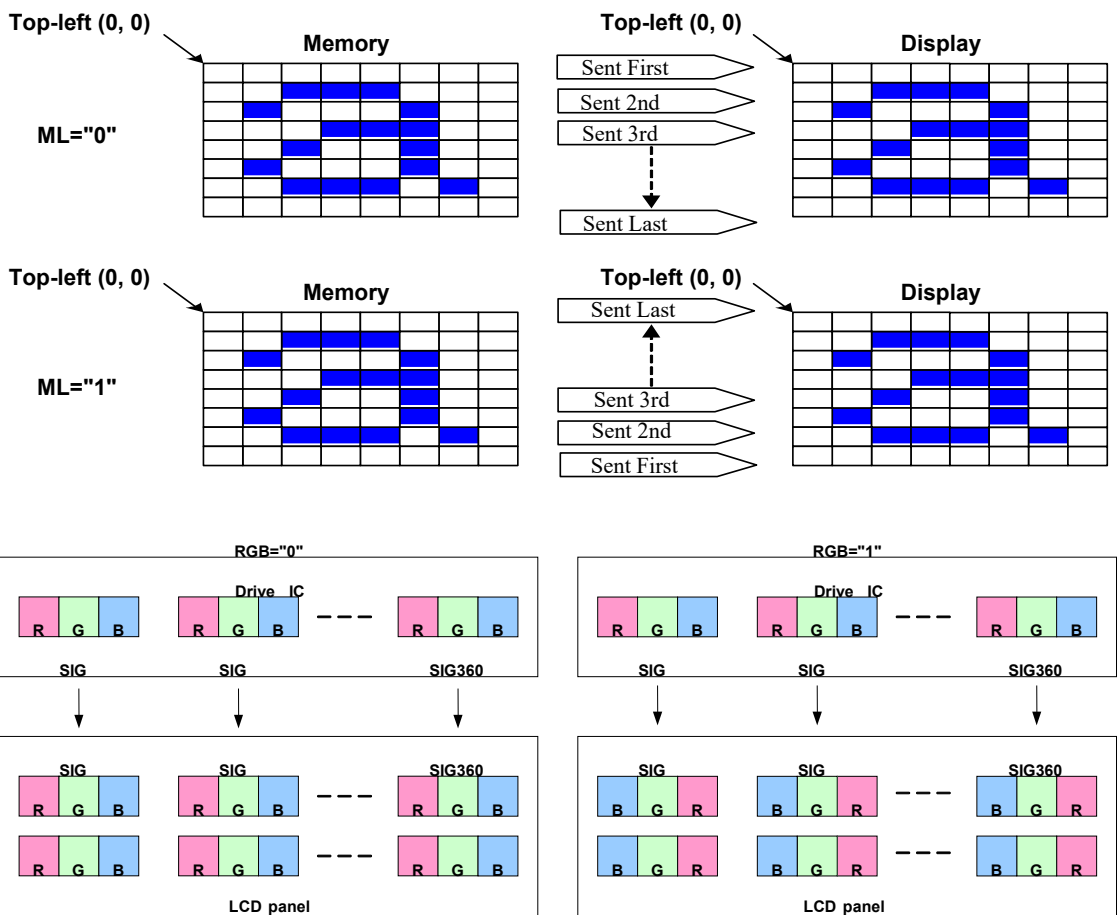 Top-left (0, 0)
Memory
Top-left (0, 0)
Display
ML="0"
Sent First
Sent 2nd
Sent 3rd
Sent Last
Top-left (0, 0)
Memory
Top-left (0, 0)
Display
ML="1"
Sent Last
Sent 3rd
Sent 2nd
Sent First
RGB="0"
Drive IC
R G B R G B R G B
SIG SIG SIG360
SIG SIG SIG360
R G B R G B R G B
R G B R G B R G B
LCD panel
RGB="1"
Drive IC
R G B R G B R G B
SIG SIG SIG360
SIG SIG SIG360
B G R B G R B G R
B G R B G R B G R
LCD panel